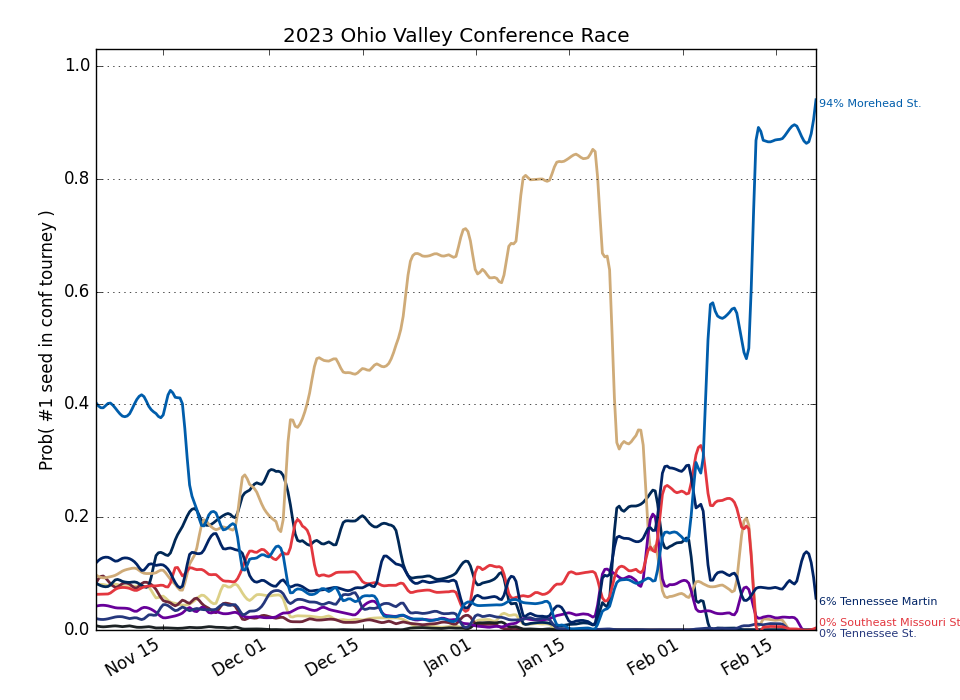 2023 Ohio Valley Conference Race
Prob( #1 seed in conf tourney )
1.0
0.8
0.6
0.4
0.2
0.0
Nov 15
Dec 01
Dec 15
Jan 01
Jan 15
Feb 01
Feb 15
94% Morehead St.
6% Tennessee Martin
0% Southeast Missouri St
0% Tennessee St.